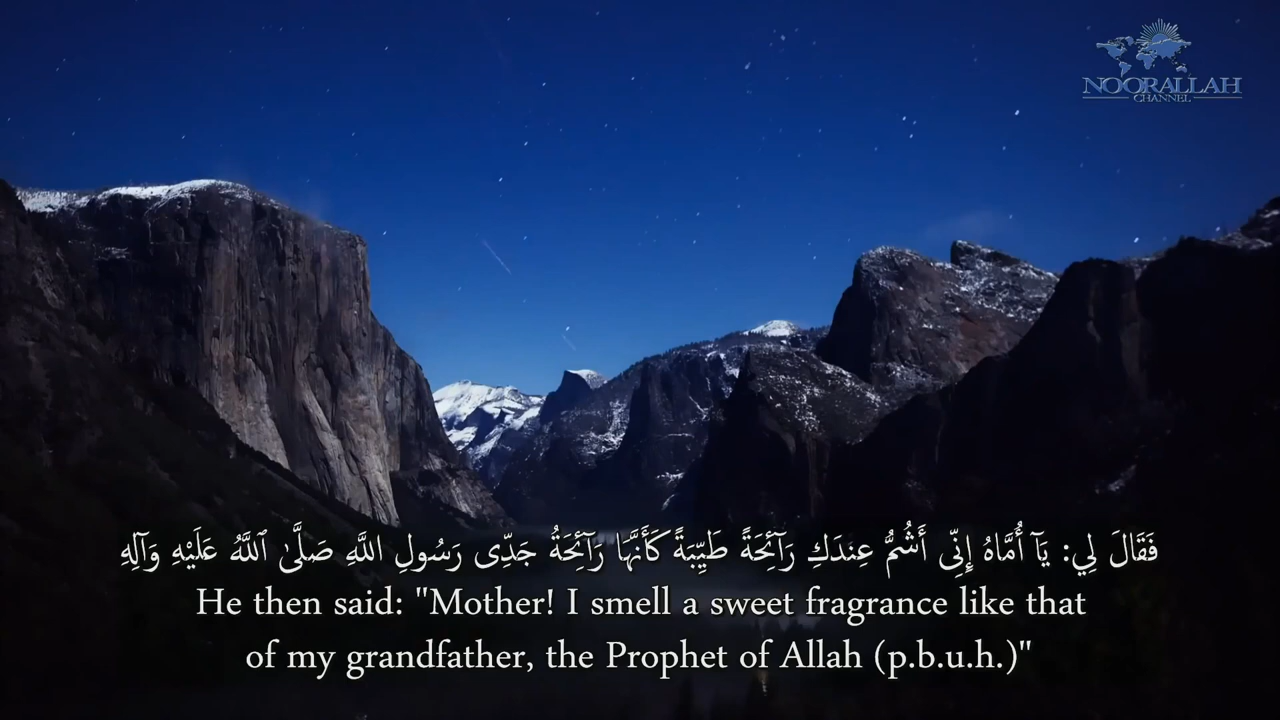 NOORALLAH
CHANNEL
فَقَالَ لِي: يَآ أُمَّاهُ إِنِّى أَشُمُّ عِندَكِ رَآئِحَةً طَيِّبَةً كَأَنَّهَا رَآئِحَةُ جَدِّى رَسُولِ اللَّهِ صَلَّىٰ ٱللَّهُ عَلَيْهِ وَآلِهِ
He then said: "Mother! I smell a sweet fragrance like that
of my grandfather, the Prophet of Allah (p.b.u.h.)"